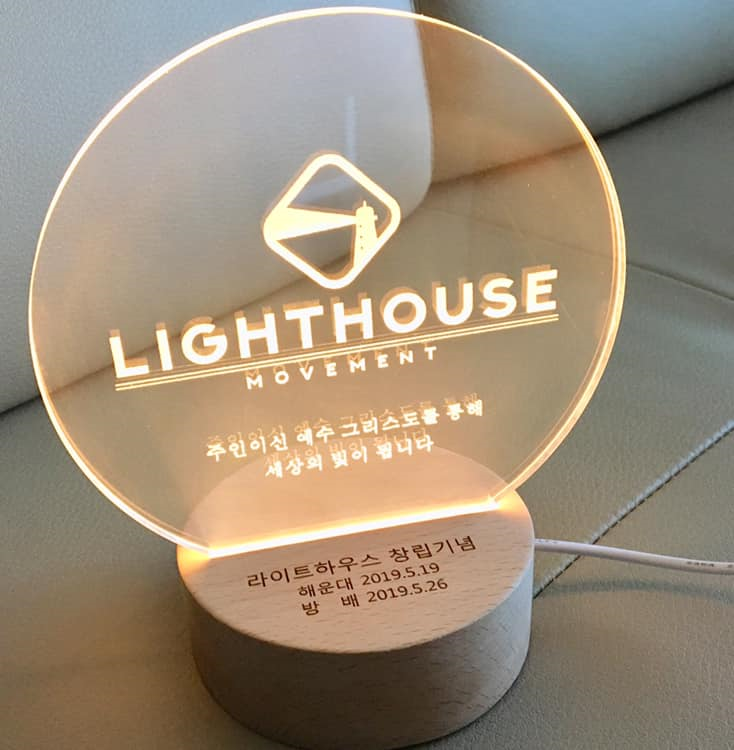 LIGHTHOUSE
MOVEMENT
주인이신 예수 그리스도를 통해
세상의 빛이 됩니다
라이트하우스 창립기념
해운대 2019.5.19
방 배 2019.5.26